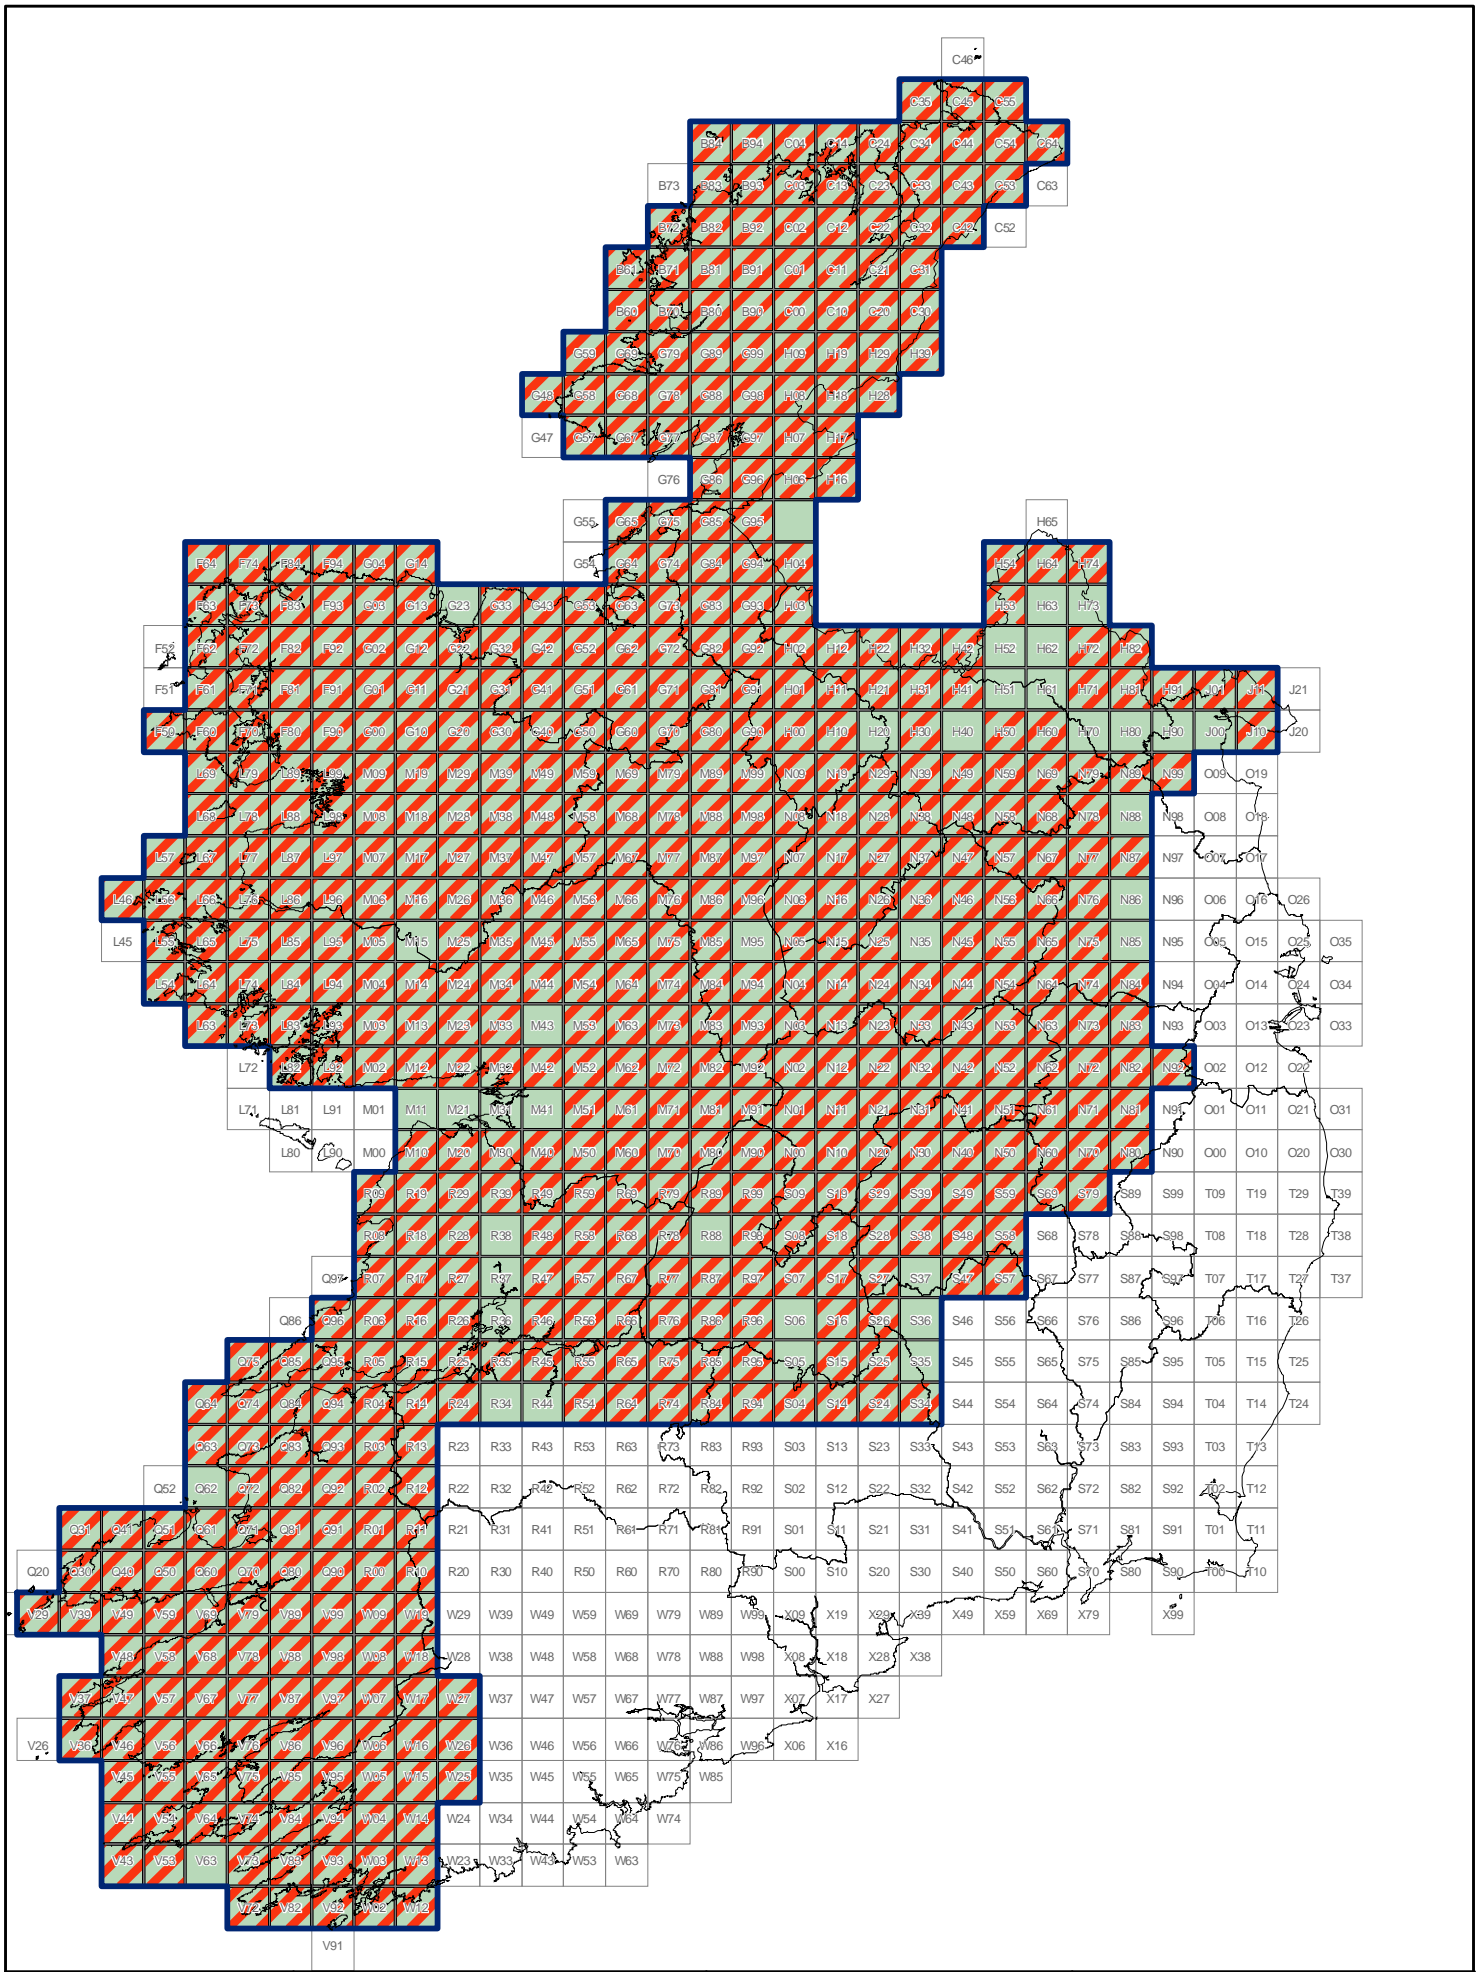 C46
C35 C45 C55
B84 B94 C04 C14 C24 C34 C44 C54 C64
B73 B83 B93 C03 C13 C23 C33 C43 C53 C63
B72 B82 B92 C02 C12 C22 C32 C42 C52
B61 B71 B81 B91 C01 C11 C21 C31
B60 B70 B80 B90 C00 C10 C20 C30
G59 G69 G79 G89 G99 H09 H19 H29 H39
G48 G58 G68 G78 G88 G98 H08 H18 H28
G47 G57 G67 G77 G87 G97 H07 H17
G76 G86 G96 H06 H16
G55 G65 G75 G85 G95 H65
F64 F74 F84 F94 G04 G14 G54 G64 G74 G84 G94 H04 H54 H64 H74
F63 F73 F83 F93 G03 G13 G23 G33 G43 G53 G63 G73 G83 G93 H03 H53 H63 H73
F52 F62 F72 F82 F92 G02 G12 G22 G32 G42 G52 G62 G72 G82 G92 H02 H12 H22 H32 H42 H52 H62 H72 H82
F51 F61 F71 F81 F91 G01 G11 G21 G31 G41 G51 G61 G71 G81 G91 H01 H11 H21 H31 H41 H51 H61 H71 H81 H91 J01 J11 J21
F50 F60 F70 F80 F90 G00 G10 G20 G30 G40 G50 G60 G70 G80 G90 H00 H10 H20 H30 H40 H50 H60 H70 H80 H90 J00 J10 J20
L69 L79 L89 L99 M09 M19 M29 M39 M49 M59 M69 M79 M89 M99 N09 N19 N29 N39 N49 N59 N69 N79 N89 N99 O09 O19
L68 L78 L88 L98 M08 M18 M28 M38 M48 M58 M68 M78 M88 M98 N08 N18 N28 N38 N48 N58 N68 N78 N88 N98 O08 O18
L57 L67 L77 L87 L97 M07 M17 M27 M37 M47 M57 M67 M77 M87 M97 N07 N17 N27 N37 N47 N57 N67 N77 N87 N97 O07 O17
L46 L56 L66 L76 L86 L96 M06 M16 M26 M36 M46 M56 M66 M76 M86 M96 N06 N16 N26 N36 N46 N56 N66 N76 N86 N96 O06 O16 O26
L45 L55 L65 L75 L85 L95 M05 M15 M25 M35 M45 M55 M65 M75 M85 M95 N05 N15 N25 N35 N45 N55 N65 N75 N85 N95 O05 O15 O25 O35
L54 L64 L74 L84 L94 M04 M14 M24 M34 M44 M54 M64 M74 M84 M94 N04 N14 N24 N34 N44 N54 N64 N74 N84 N94 O04 O14 O24 O34
L63 L73 L83 L93 M03 M13 M23 M33 M43 M53 M63 M73 M83 M93 N03 N13 N23 N33 N43 N53 N63 N73 N83 N93 O03 O13 O23 O33
L72 L82 L92 M02 M12 M22 M32 M42 M52 M62 M72 M82 M92 N02 N12 N22 N32 N42 N52 N62 N72 N82 N92 O02 O12 O22
L71 L81 L91 M01 M11 M21 M31 M41 M51 M61 M71 M81 M91 N01 N11 N21 N31 N41 N51 N61 N71 N81 N91 O01 O11 O21 O31
L80 L90 M00 M10 M20 M30 M40 M50 M60 M70 M80 M90 N00 N10 N20 N30 N40 N50 N60 N70 N80 N90 O00 O10 O20 O30
R09 R19 R29 R39 R49 R59 R69 R79 R89 R99 S09 S19 S29 S39 S49 S59 S69 S79 S89 S99 T09 T19 T29 T39
R08 R18 R28 R38 R48 R58 R68 R78 R88 R98 S08 S18 S28 S38 S48 S58 S68 S78 S88 S98 T08 T18 T28 T38
Q97 R07 R17 R27 R37 R47 R57 R67 R77 R87 R97 S07 S17 S27 S37 S47 S57 S67 S77 S87 S97 T07 T17 T27 T37
Q86 Q96 R06 R16 R26 R36 R46 R56 R66 R76 R86 R96 S06 S16 S26 S36 S46 S56 S66 S76 S86 S96 T06 T16 T26
Q75 Q85 Q95 R05 R15 R25 R35 R45 R55 R65 R75 R85 R95 S05 S15 S25 S35 S45 S55 S65 S75 S85 S95 T05 T15 T25
Q64 Q74 Q84 Q94 R04 R14 R24 R34 R44 R54 R64 R74 R84 R94 S04 S14 S24 S34 S44 S54 S64 S74 S84 S94 T04 T14 T24
Q63 Q73 Q83 Q93 R03 R13 R23 R33 R43 R53 R63 R73 R83 R93 S03 S13 S23 S33 S43 S53 S63 S73 S83 S93 T03 T13
Q52 Q62 Q72 Q82 Q92 R02 R12 R22 R32 R42 R52 R62 R72 R82 R92 S02 S12 S22 S32 S42 S52 S62 S72 S82 S92 T02 T12
Q31 Q41 Q51 Q61 Q71 Q81 Q91 R01 R11 R21 R31 R41 R51 R61 R71 R81 R91 S01 S11 S21 S31 S41 S51 S61 S71 S81 S91 T01 T11
Q20 Q30 Q40 Q50 Q60 Q70 Q80 Q90 R00 R10 R20 R30 R40 R50 R60 R70 R80 R90 S00 S10 S20 S30 S40 S50 S60 S70 S80 S90 T00 T10
V29 V39 V49 V59 V69 V79 V89 V99 W09 W19 W29 W39 W49 W59 W69 W79 W89 W99 X09 X19 X29 X39 X49 X59 X69 X79 X99
V48 V58 V68 V78 V88 V98 W08 W18 W28 W38 W48 W58 W68 W78 W88 W98 X08 X18 X28 X38
V37 V47 V57 V67 V77 V87 V97 W07 W17 W27 W37 W47 W57 W67 W77 W87 W97 X07 X17 X27
V26 V36 V46 V56 V66 V76 V86 V96 W06 W16 W26 W36 W46 W56 W66 W76 W86 W96 X06 X16
V45 V55 V65 V75 V85 V95 W05 W15 W25 W35 W45 W55 W65 W75 W85
V44 V54 V64 V74 V84 V94 W04 W14 W24 W34 W44 W54 W64 W74
V43 V53 V63 V73 V83 V93 W03 W13 W23 W33 W43 W53 W63
V72 V82 V92 W02 W12
V91